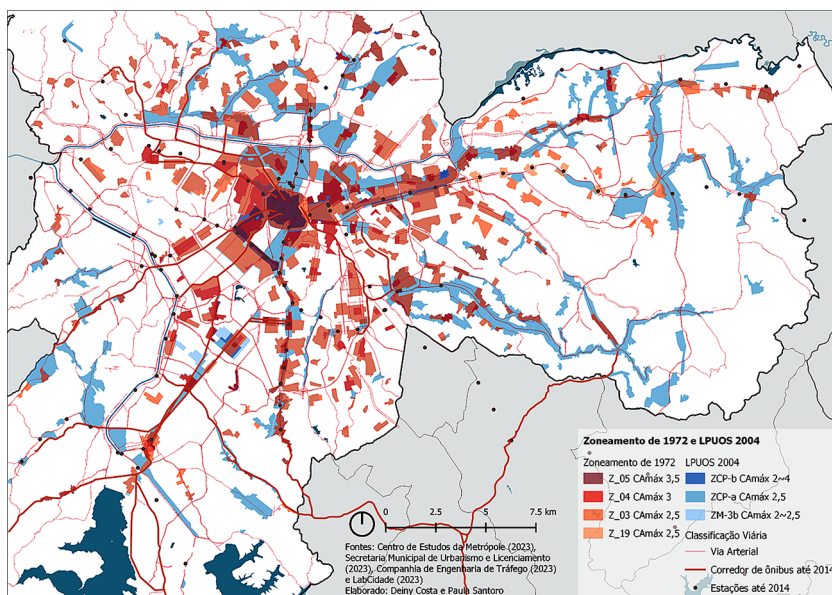 Zoneamento de 1972 e LPUOS 2004
Zoneamento de 1972 LPUOS 2004
Z_05 CAmáx 3,5 ZCP-b CAmáx 2~4
Z_04 CAmáx 3 ZCP-a CAmáx 2,5
Z_03 CAmáx 2,5 ZM-3b CAmáx 2~2,5
Z_19 CAmáx 2,5 Classificação Viária
Via Arterial
Corredor de ônibus até 2014
Estações até 2014
0 2.5 5 7.5 km
Fontes: Centro de Estudos da Metrópole (2023),
Secretaria Municipal de Urbanismo e Licenciamento
(2023), Companhia de Engenharia de Tráfego (2023)
e LabCidade (2023)
Elaborado: Deiny Costa e Paula Santoro